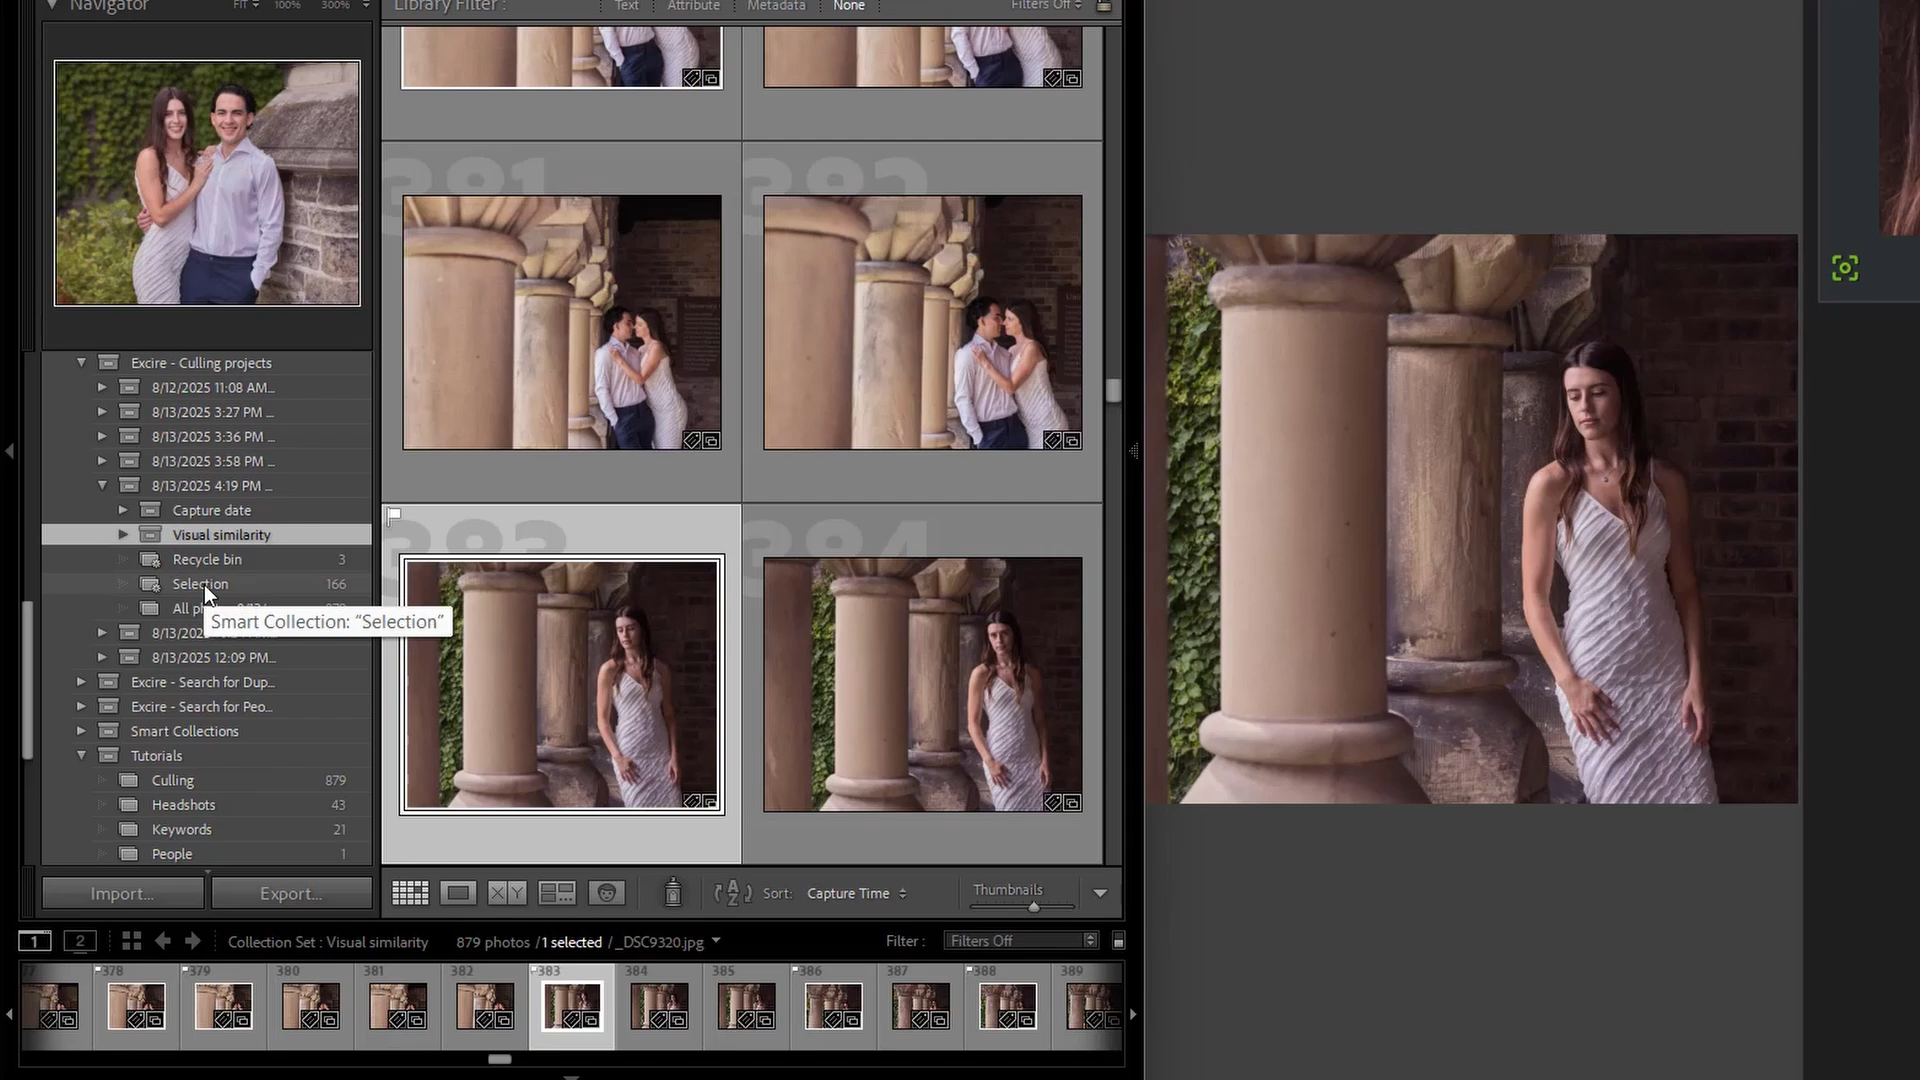 Navigator FIT 100% 300%
Library Filter : Text Attribute Metadata None Filters Off
381 382
Excire - Culling projects
8/12/2025 11:08 AM...
8/13/2025 3:27 PM ...
8/13/2025 3:36 PM ...
8/13/2025 3:58 PM ...
8/13/2025 4:19 PM ...
Capture date
Visual similarity
Recycle bin 3
Selection 166
Smart Collection: “Selection”
8/13/2025 12:09 PM...
Excire - Search for Dup...
Excire - Search for Peo...
Smart Collections
Tutorials
Culling 879
Headshots 43
Keywords 21
People 1
383 384
Import... Export...
X Y
Sort: Capture Time
Thumbnails
1 2 Collection Set : Visual similarity 879 photos / 1 selected / _DSC9320.jpg
Filter : Filters Off
378 379 380 381 382 383 384 385 386 387 388 389